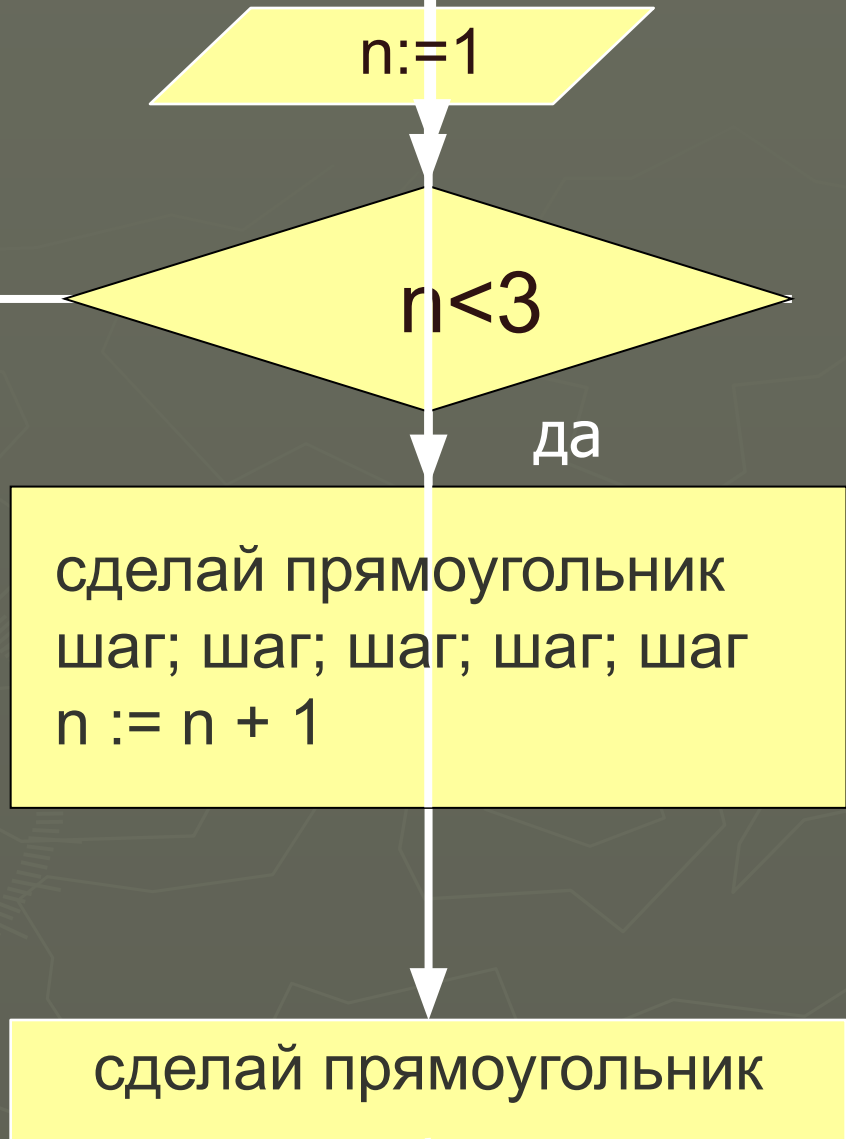 n:=1
n<3
да
сделай прямоугольник
шаг; шаг; шаг; шаг; шаг
n := n + 1
сделай прямоугольник